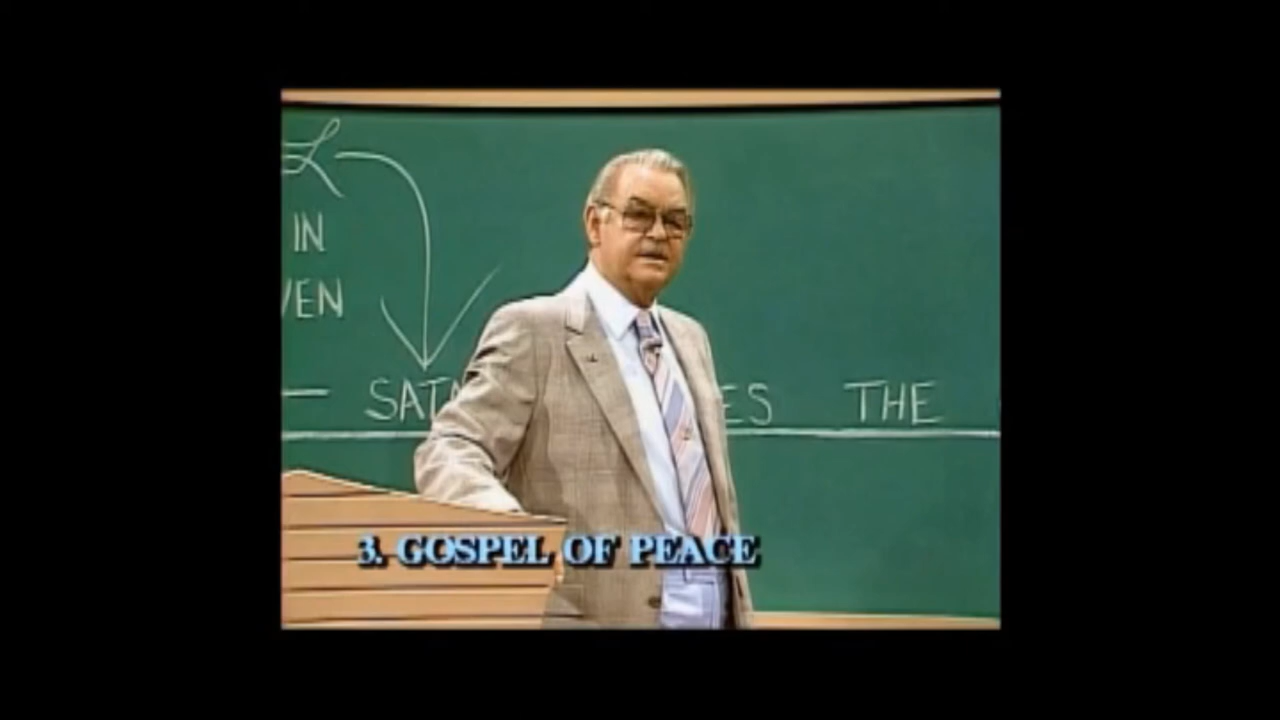 IN
VEN
SAT ES THE
3. GOSPEL OF PEACE